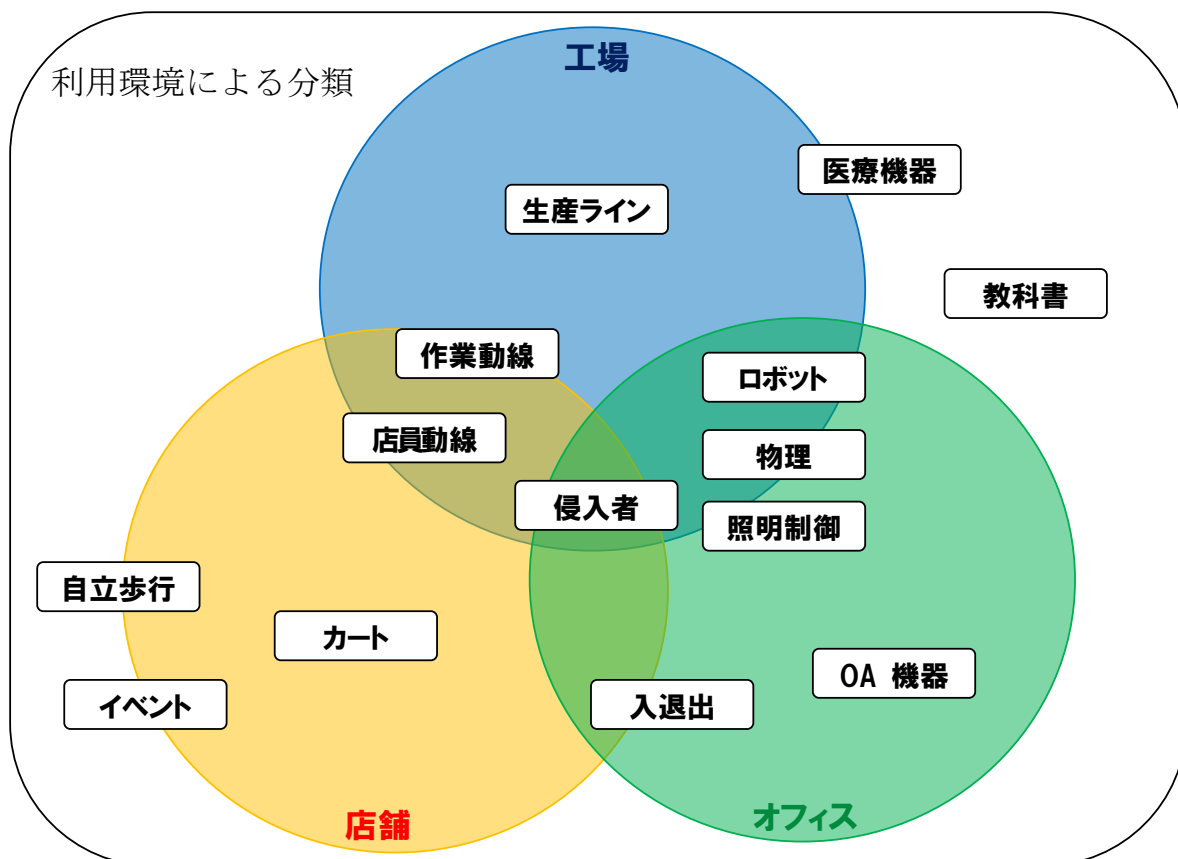 工場
利用環境による分類
医療機器
生産ライン
教科書
作業動線
ロボット
店員動線
物理
侵入者
照明制御
自立歩行
カート
OA 機器
イベント
入退出
店舗
オフィス